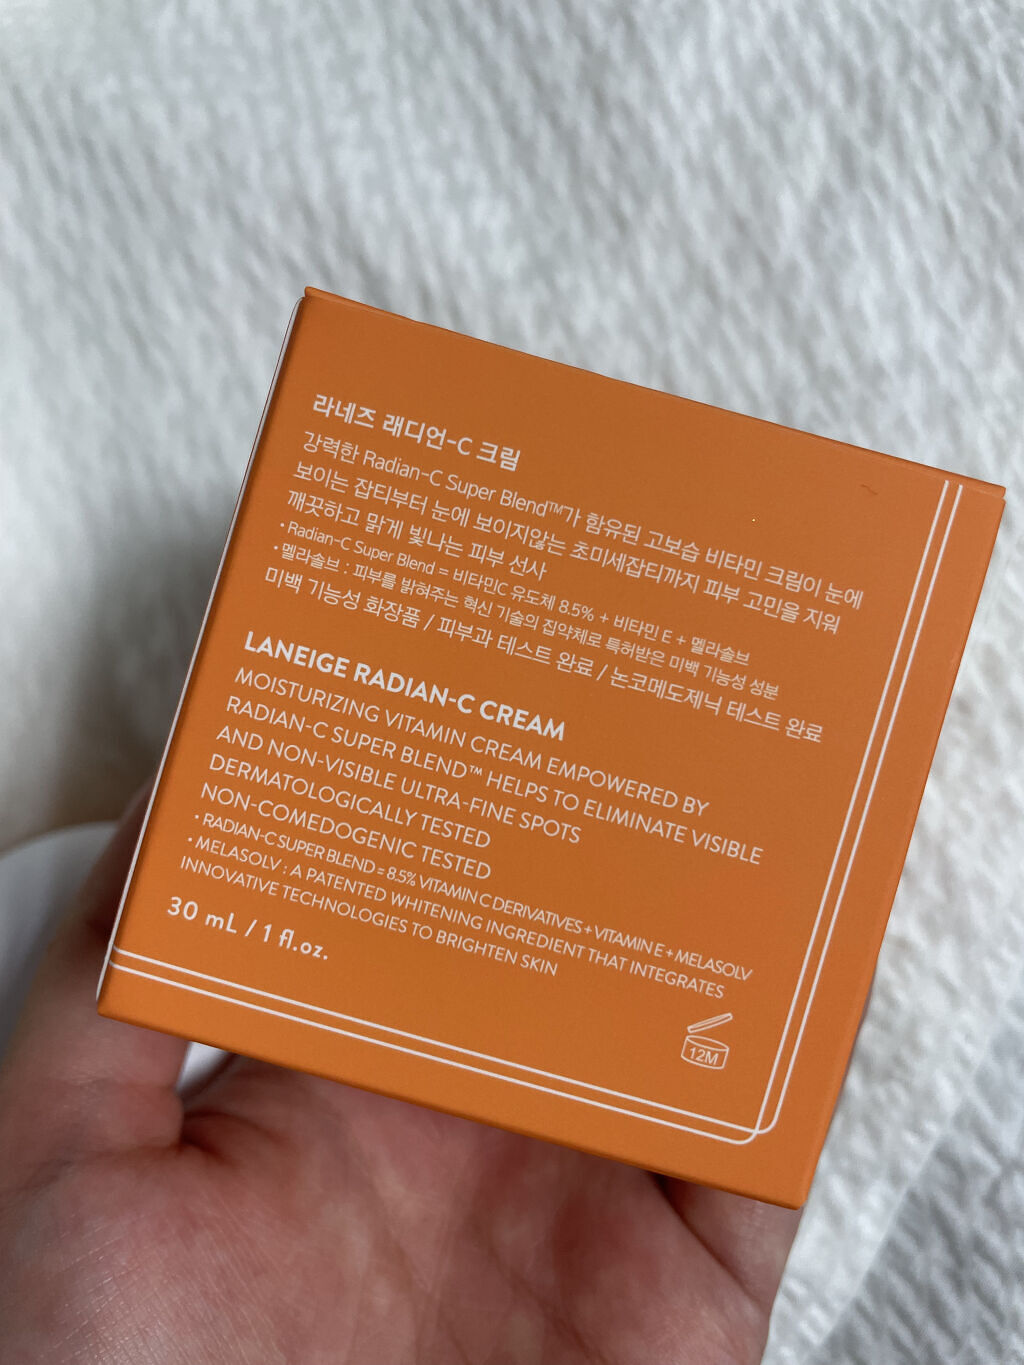 라네즈 래디언-C 크림
강력한 Radian-C Super Blend™가 함유된 고보습 비타민 크림이 눈에
보이는 잡티부터 눈에 보이지않는 초미세잡티까지 피부 고민을 지워
깨끗하고 맑게 빛나는 피부 선사
• Radian-C Super Blend = 비타민C 유도체 8.5% + 비타민 E + 멜라솔브
• 멜라솔브 : 피부를 밝혀주는 혁신 기술의 집약체로 특허받은 미백 기능성 성분
미백 기능성 화장품 / 피부과 테스트 완료 / 논코메도제닉 테스트 완료
LANEIGE RADIAN-C CREAM
MOISTURIZING VITAMIN CREAM EMPOWERED BY
RADIAN-C SUPER BLEND™ HELPS TO ELIMINATE VISIBLE
AND NON-VISIBLE ULTRA-FINE SPOTS
DERMATOLOGICALLY TESTED
NON-COMEDOGENIC TESTED
• RADIAN-C SUPER BLEND = 8.5% VITAMIN C DERIVATIVES + VITAMIN E + MELASOLV
• MELASOLV : A PATENTED WHITENING INGREDIENT THAT INTEGRATES
INNOVATIVE TECHNOLOGIES TO BRIGHTEN SKIN
30 mL / 1 fl.oz.
12M